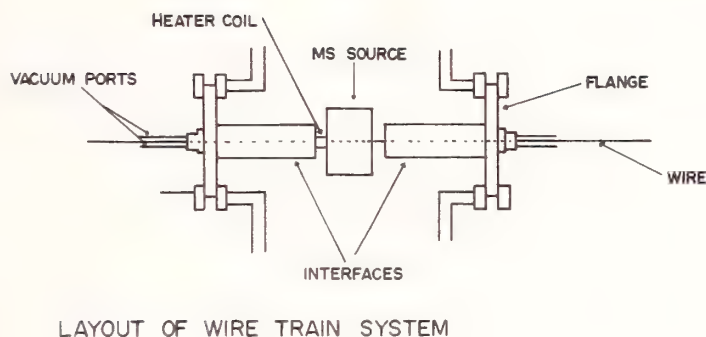 HEATER COIL
MS SOURCE
VACUUM PORTS
FLANGE
WIRE
INTERFACES
LAYOUT OF WIRE TRAIN SYSTEM